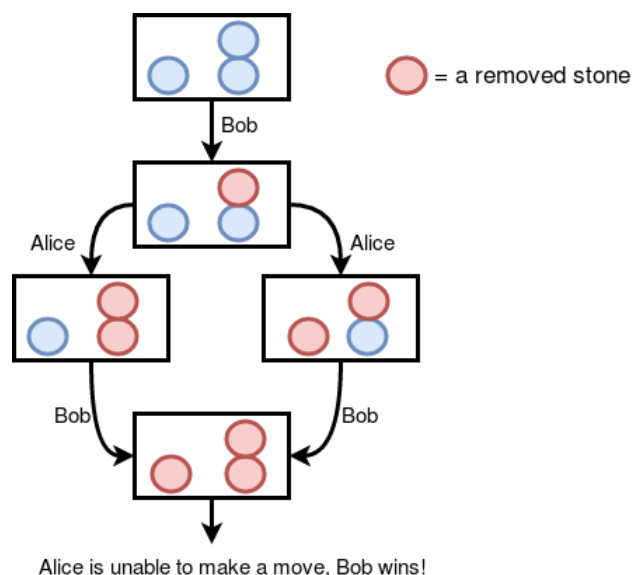 = a removed stone
Bob
Alice
Alice
Bob
Bob
Alice is unable to make a move, Bob wins!